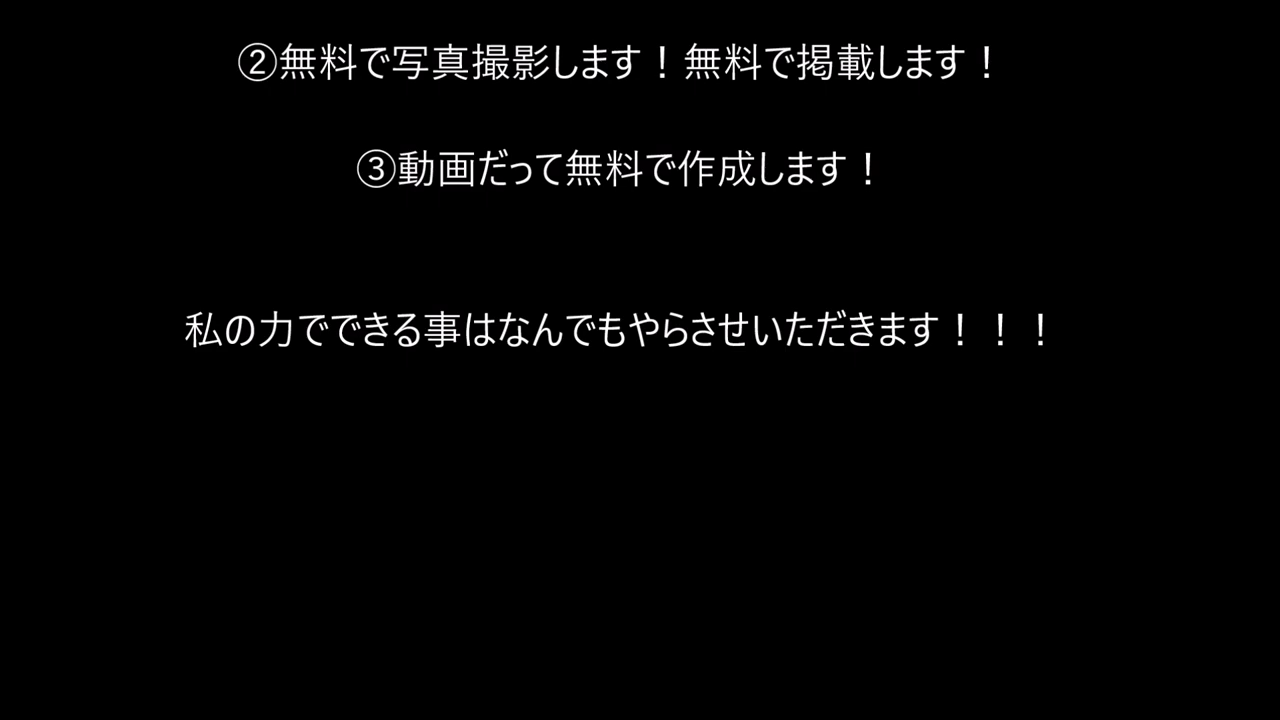 ②無料で写真撮影します！無料で掲載します！
③動画だって無料で作成します！
私の力でできる事はなんでもやらさせいただきます！！！